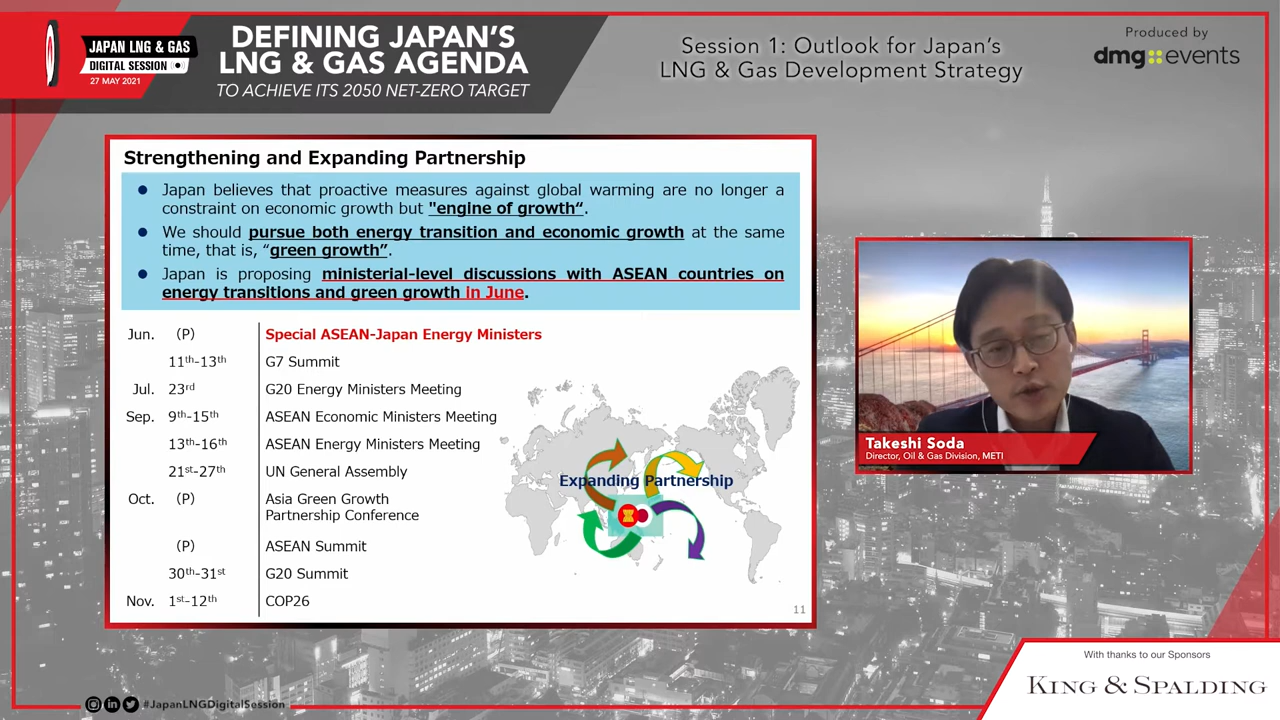 JAPAN LNG & GAS
DIGITAL SESSION
27 MAY 2021
DEFINING JAPAN'S
LNG & GAS AGENDA
TO ACHIEVE ITS 2050 NET-ZERO TARGET
Session 1: Outlook for Japan's
LNG & Gas Development Strategy
Produced by
dmg::events
Strengthening and Expanding Partnership
● Japan believes that proactive measures against global warming are no longer a
constraint on economic growth but "engine of growth“.
● We should pursue both energy transition and economic growth at the same
time, that is, “green growth”.
● Japan is proposing ministerial-level discussions with ASEAN countries on
energy transitions and green growth in June.
Jun. (P) Special ASEAN-Japan Energy Ministers
11th-13th G7 Summit
Jul. 23rd G20 Energy Ministers Meeting
Sep. 9th-15th ASEAN Economic Ministers Meeting
13th-16th ASEAN Energy Ministers Meeting
21st-27th UN General Assembly
Oct. (P) Asia Green Growth
Partnership Conference
(P) ASEAN Summit
30th-31st G20 Summit
Nov. 1st-12th COP26
Expanding Partnership
11
Takeshi Soda
Director, Oil & Gas Division, METI
With thanks to our Sponsors
KING & SPALDING
#JapanLNGDigitalSession